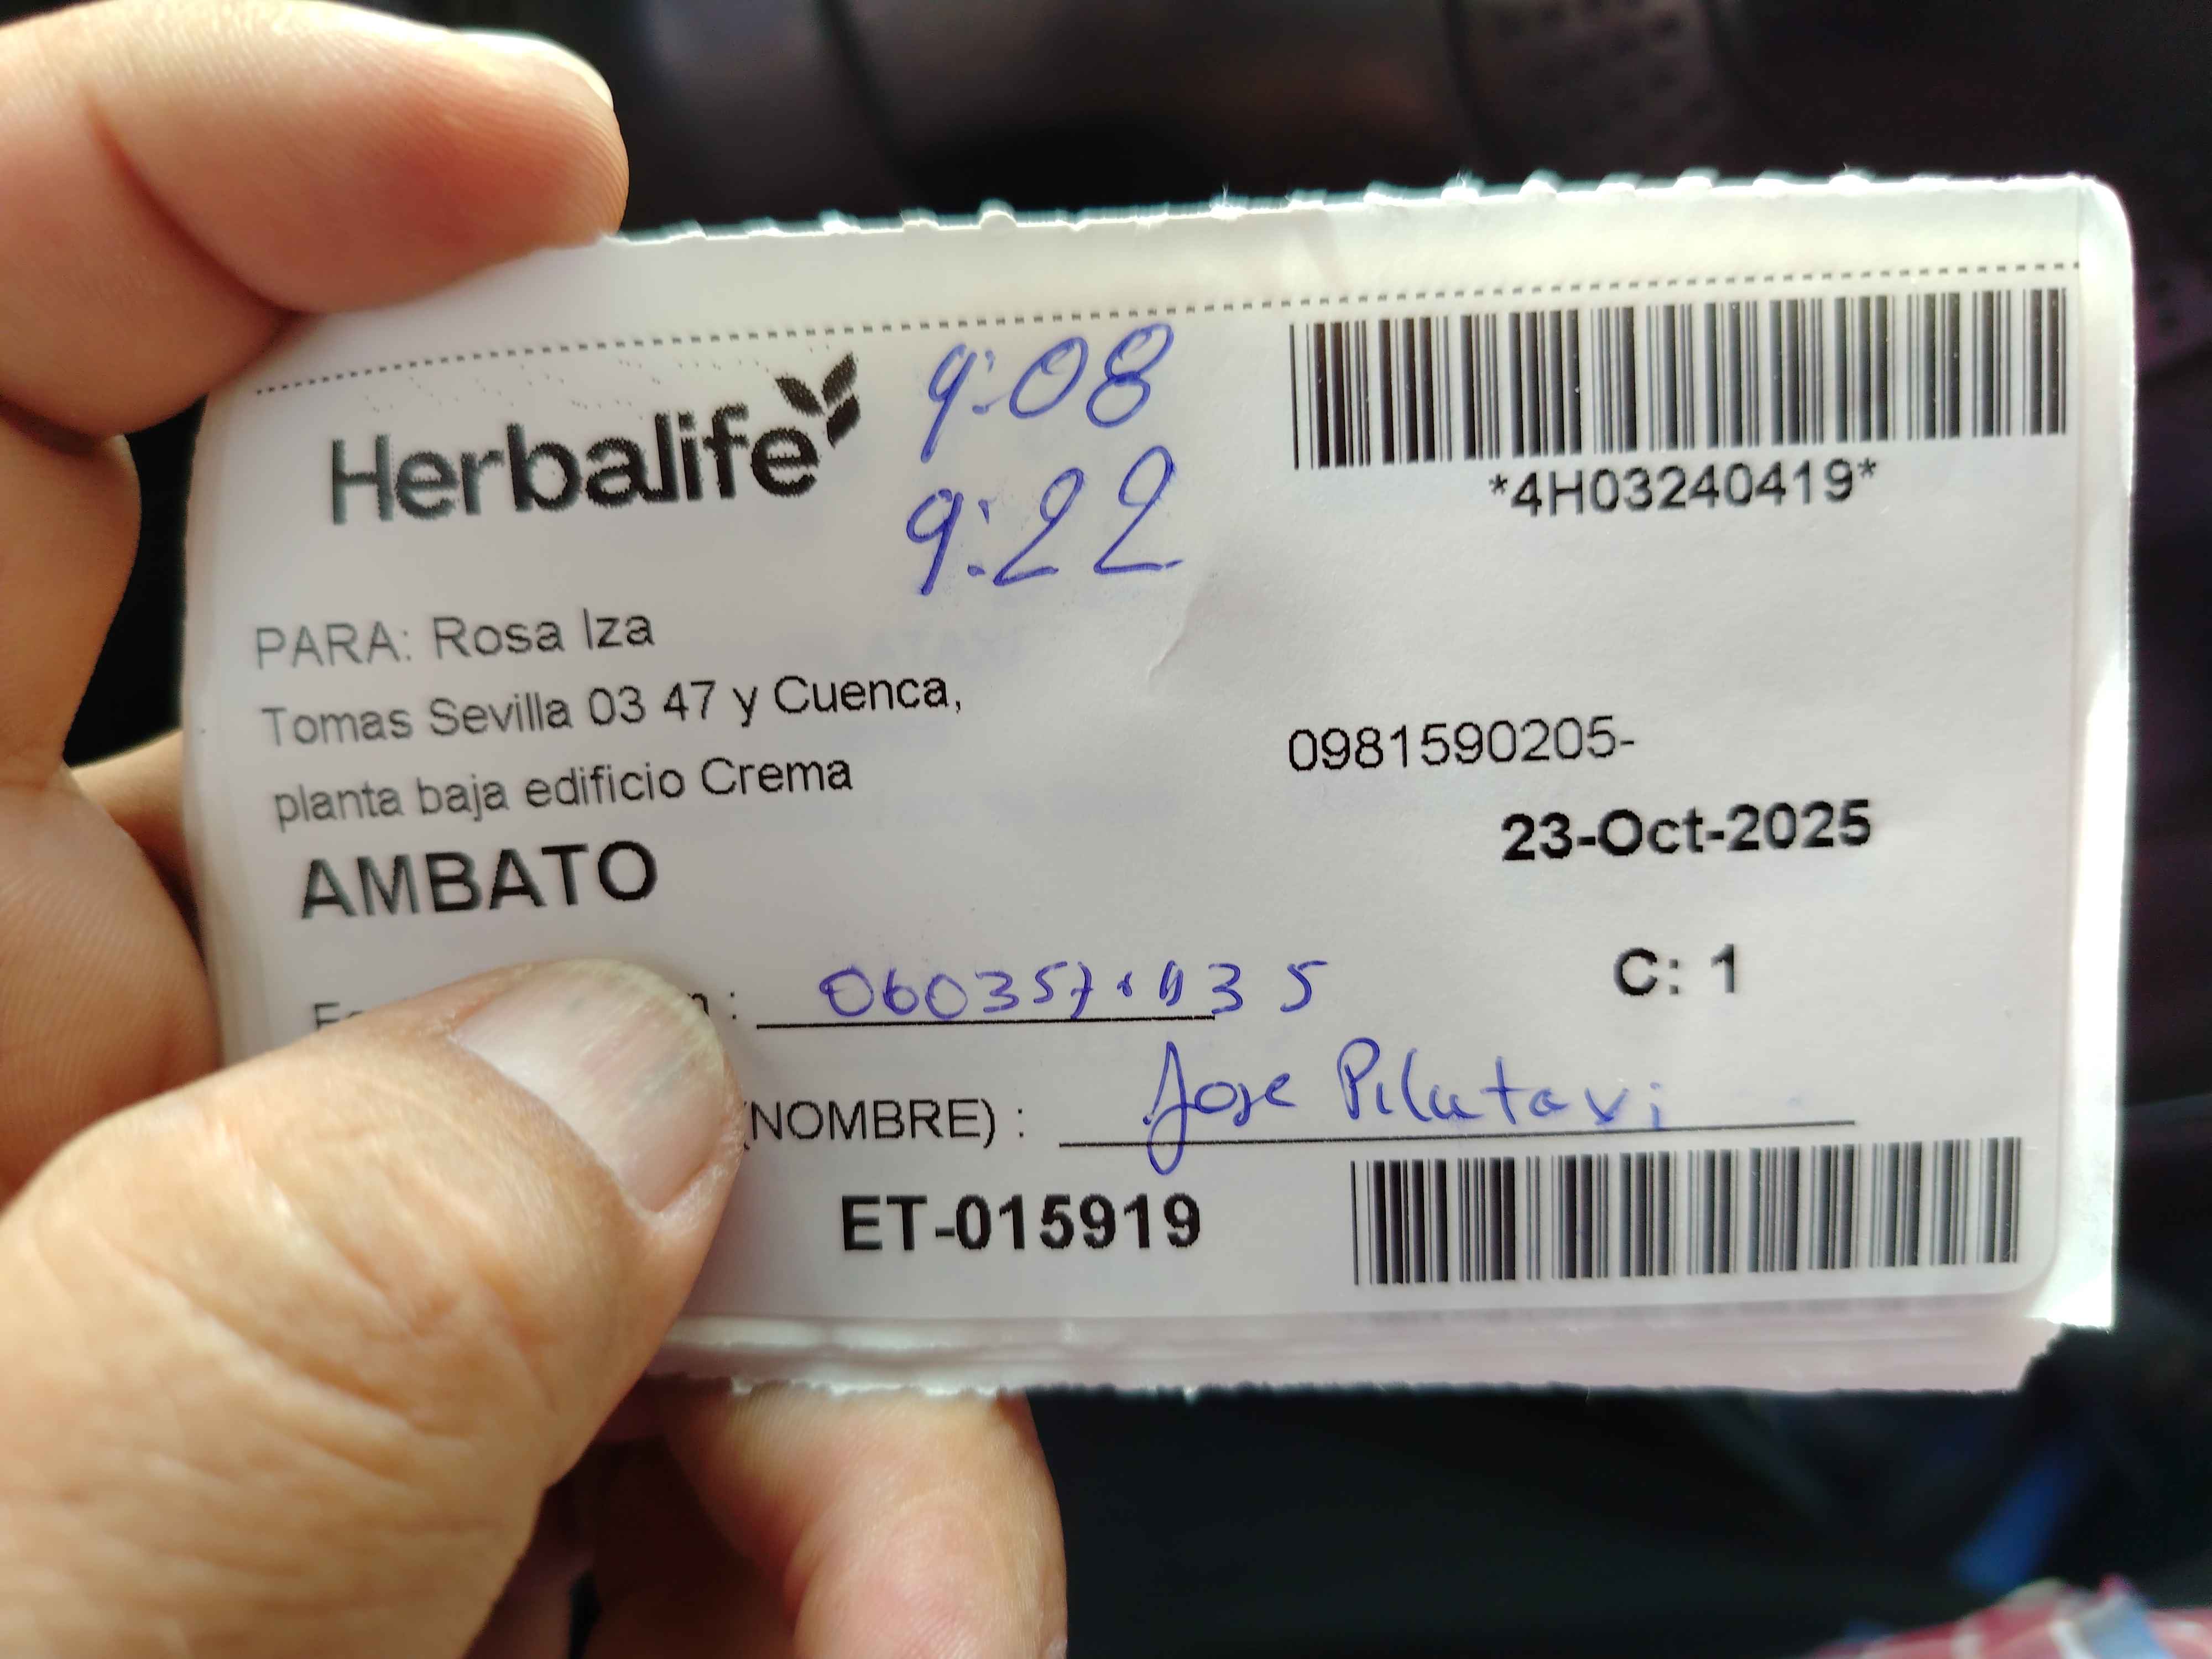 Herbalife
9:08
9:22
*4H03240419*
PARA: Rosa Iza
Tomas Sevilla 03 47 y Cuenca,
planta baja edificio Crema
0981590205-
23-Oct-2025
AMBATO
C: 1
(NOMBRE) : Jose Pilataxi
ET-015919